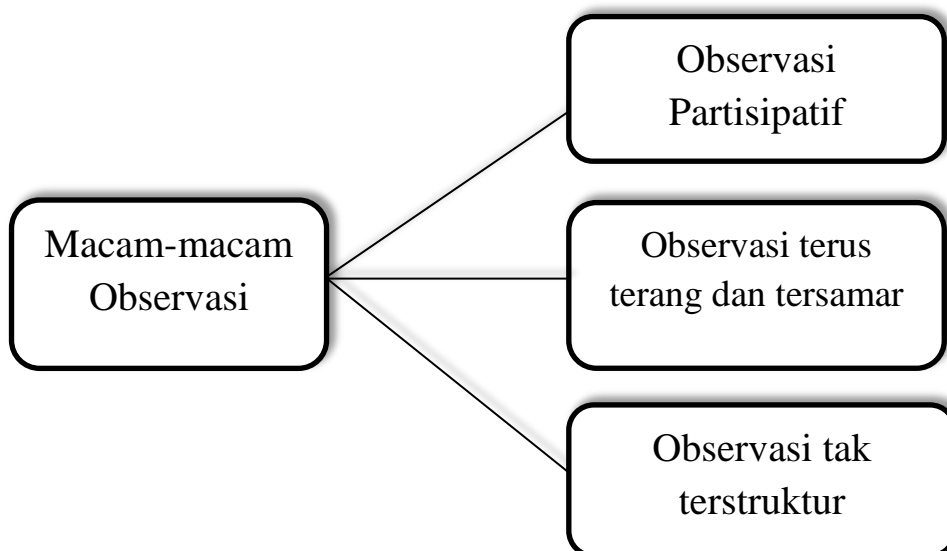 Macam-macam
Observasi
Observasi
Partisipatif
Observasi terus
terang dan tersamar
Observasi tak
terstruktur